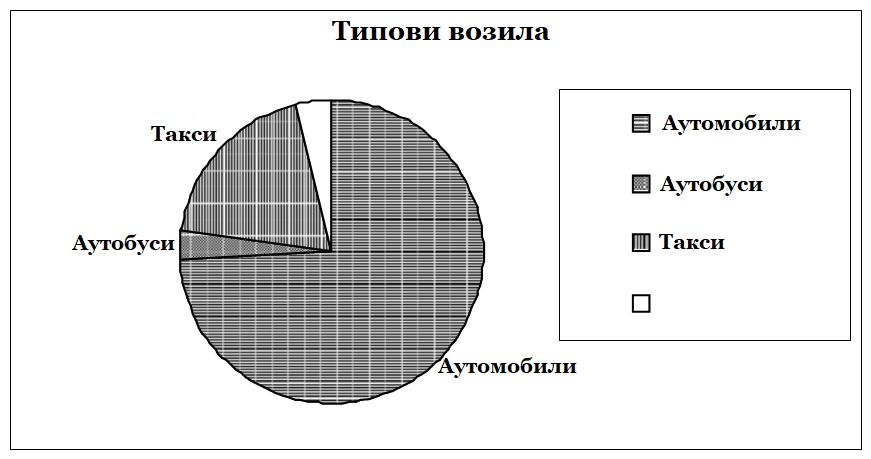 Типови возила
Такси
Аутобуси
Аутомобили
Аутомобили
Аутобуси
Такси